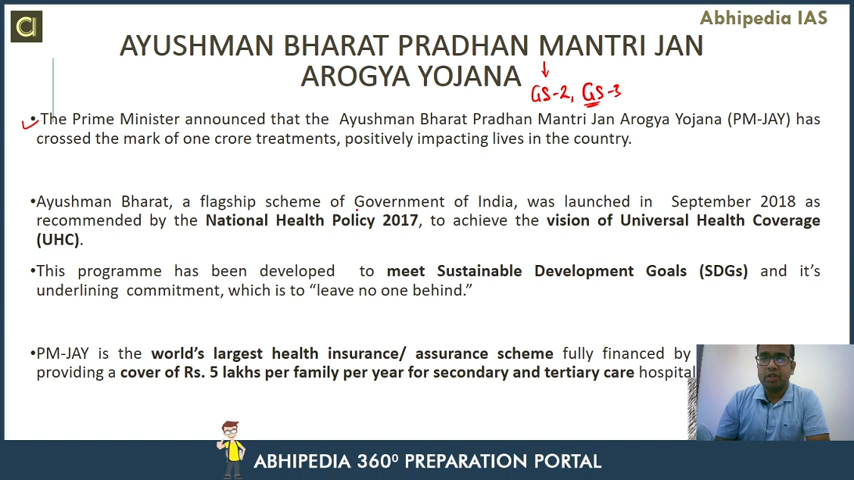 Abhipedia IAS
AYUSHMAN BHARAT PRADHAN MANTRI JAN
AROGYA YOJANA
GS-2, GS-3
•The Prime Minister announced that the Ayushman Bharat Pradhan Mantri Jan Arogya Yojana (PM-JAY) has
crossed the mark of one crore treatments, positively impacting lives in the country.
•Ayushman Bharat, a flagship scheme of Government of India, was launched in September 2018 as
recommended by the National Health Policy 2017, to achieve the vision of Universal Health Coverage
(UHC).
•This programme has been developed to meet Sustainable Development Goals (SDGs) and it's
underlining commitment, which is to "leave no one behind."
•PM-JAY is the world's largest health insurance/ assurance scheme fully financed by
providing a cover of Rs. 5 lakhs per family per year for secondary and tertiary care hospital
ABHIPEDIA 360⁰ PREPARATION PORTAL